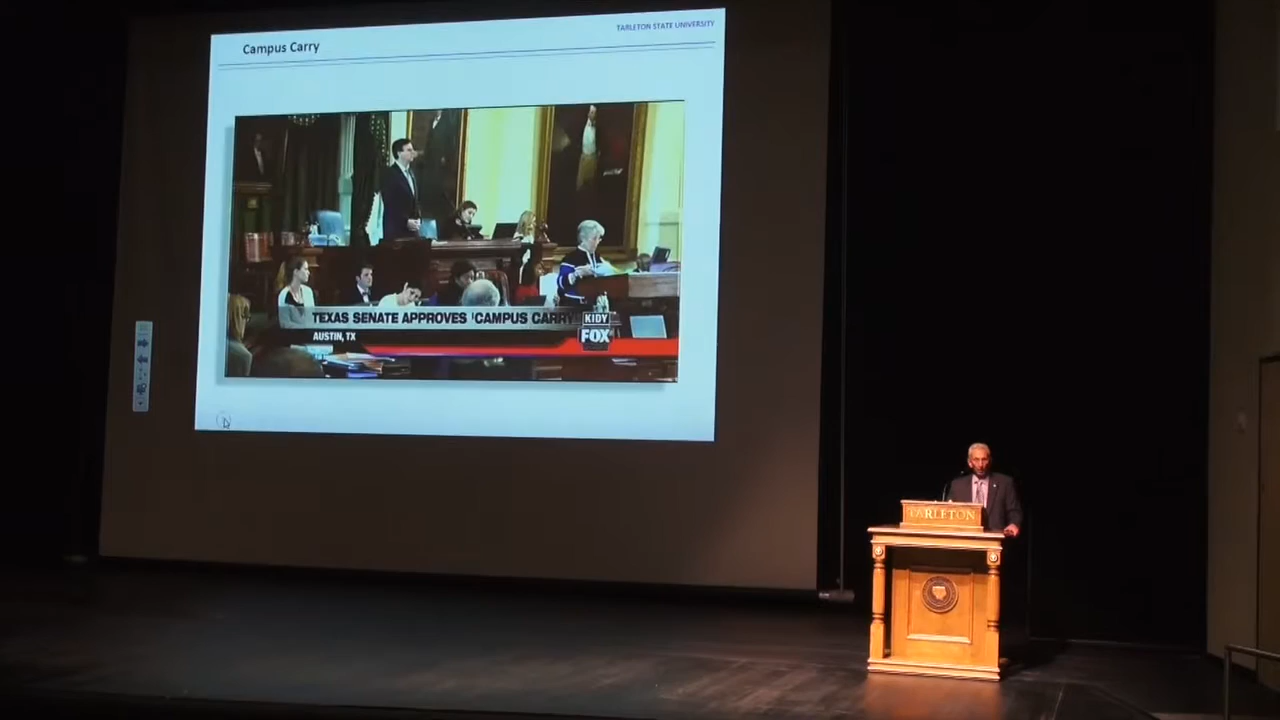 Campus Carry
TARLETON STATE UNIVERSITY
TEXAS SENATE APPROVES 'CAMPUS CARRY
KIDY
AUSTIN, TX
FOX
TARLETON